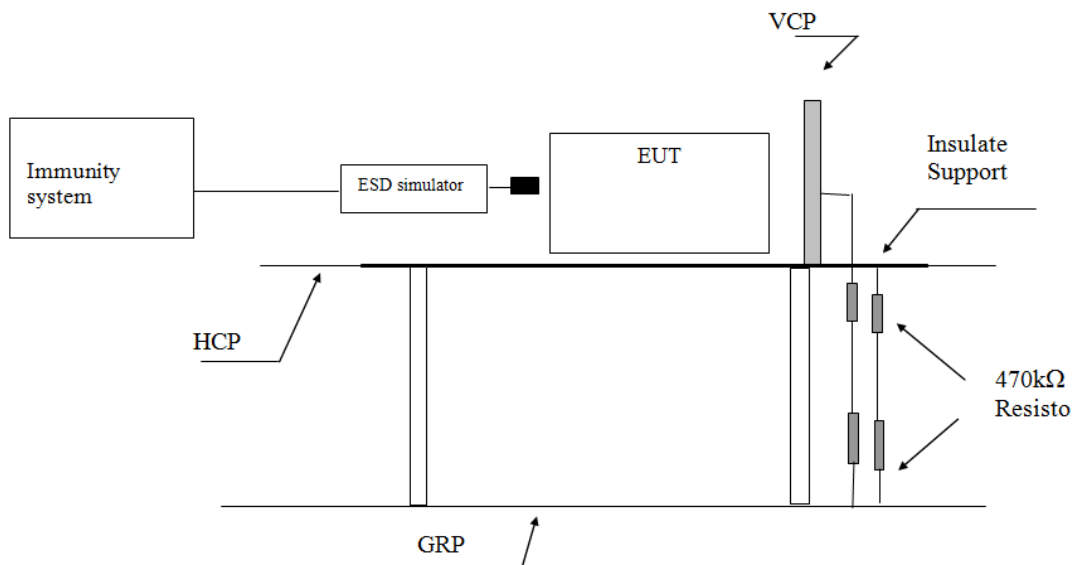 VCP
Immunity
system
ESD simulator
EUT
Insulate
Support
HCP
470kΩ
Resisto
GRP